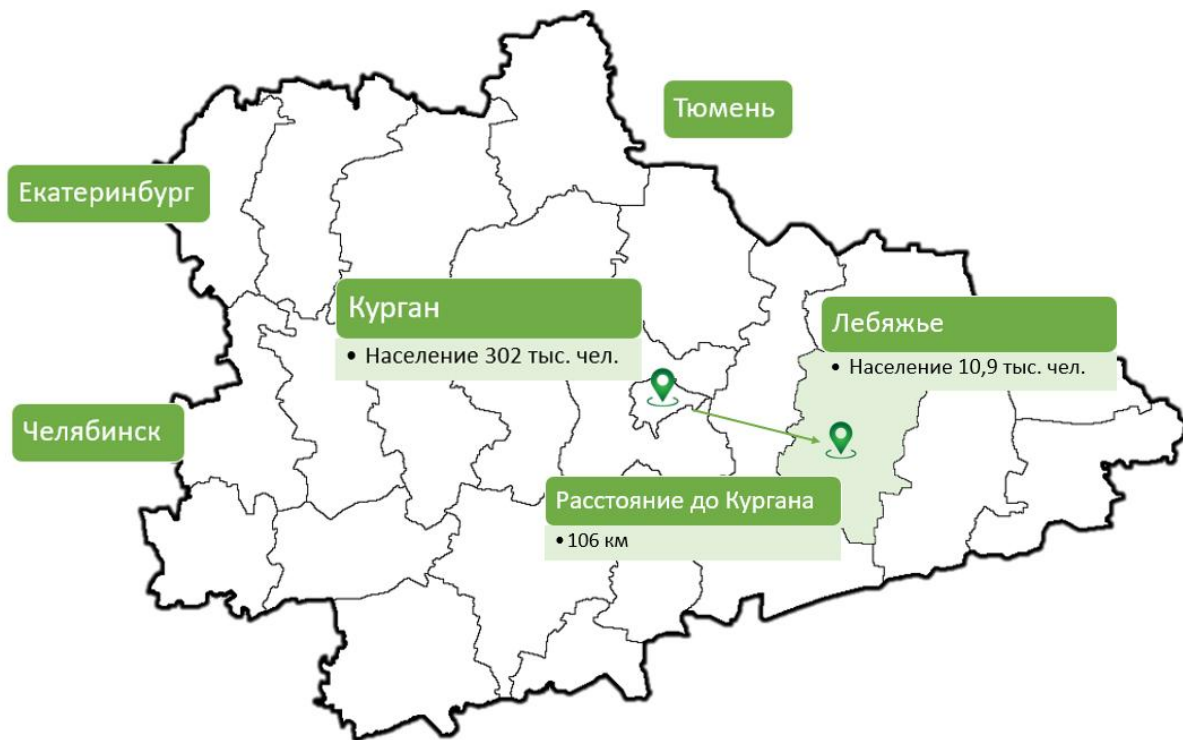 Тюмень
Екатеринбург
Курган
• Население 302 тыс. чел.
Лебяжье
• Население 10,9 тыс. чел.
Челябинск
Расстояние до Кургана
• 106 км